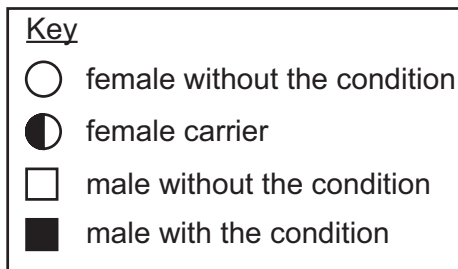 Key
female without the condition
female carrier
male without the condition
male with the condition